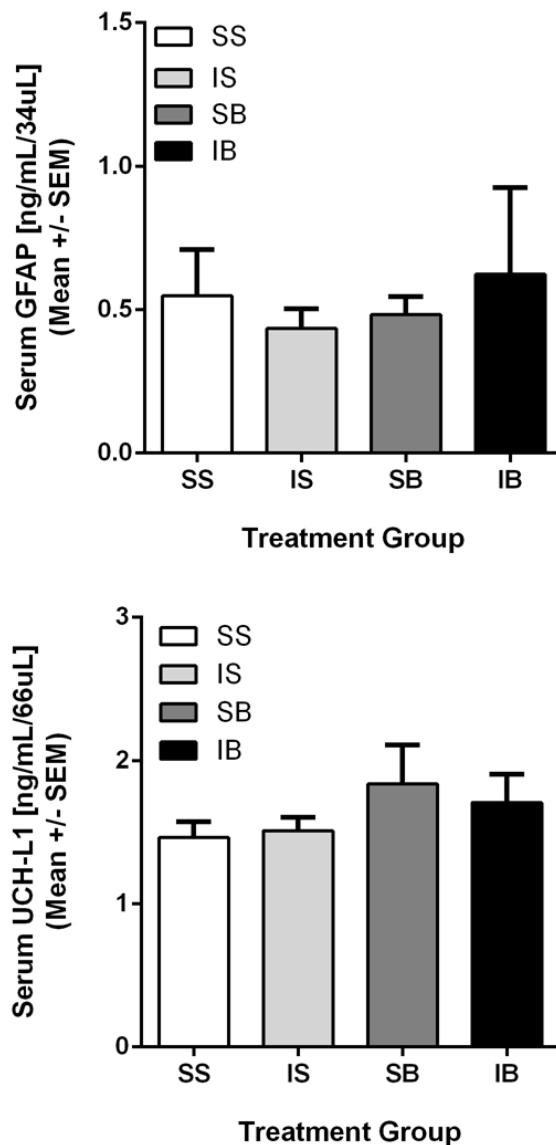 Serum GFAP [ng/mL/34uL]
(Mean +/- SEM)
1.5
1.0
0.5
0.0
SS
IS
SB
IB
SS IS SB IB
Treatment Group
Serum UCH-L1 [ng/mL/66uL]
(Mean +/- SEM)
3
2
1
0
SS
IS
SB
IB
SS IS SB IB
Treatment Group